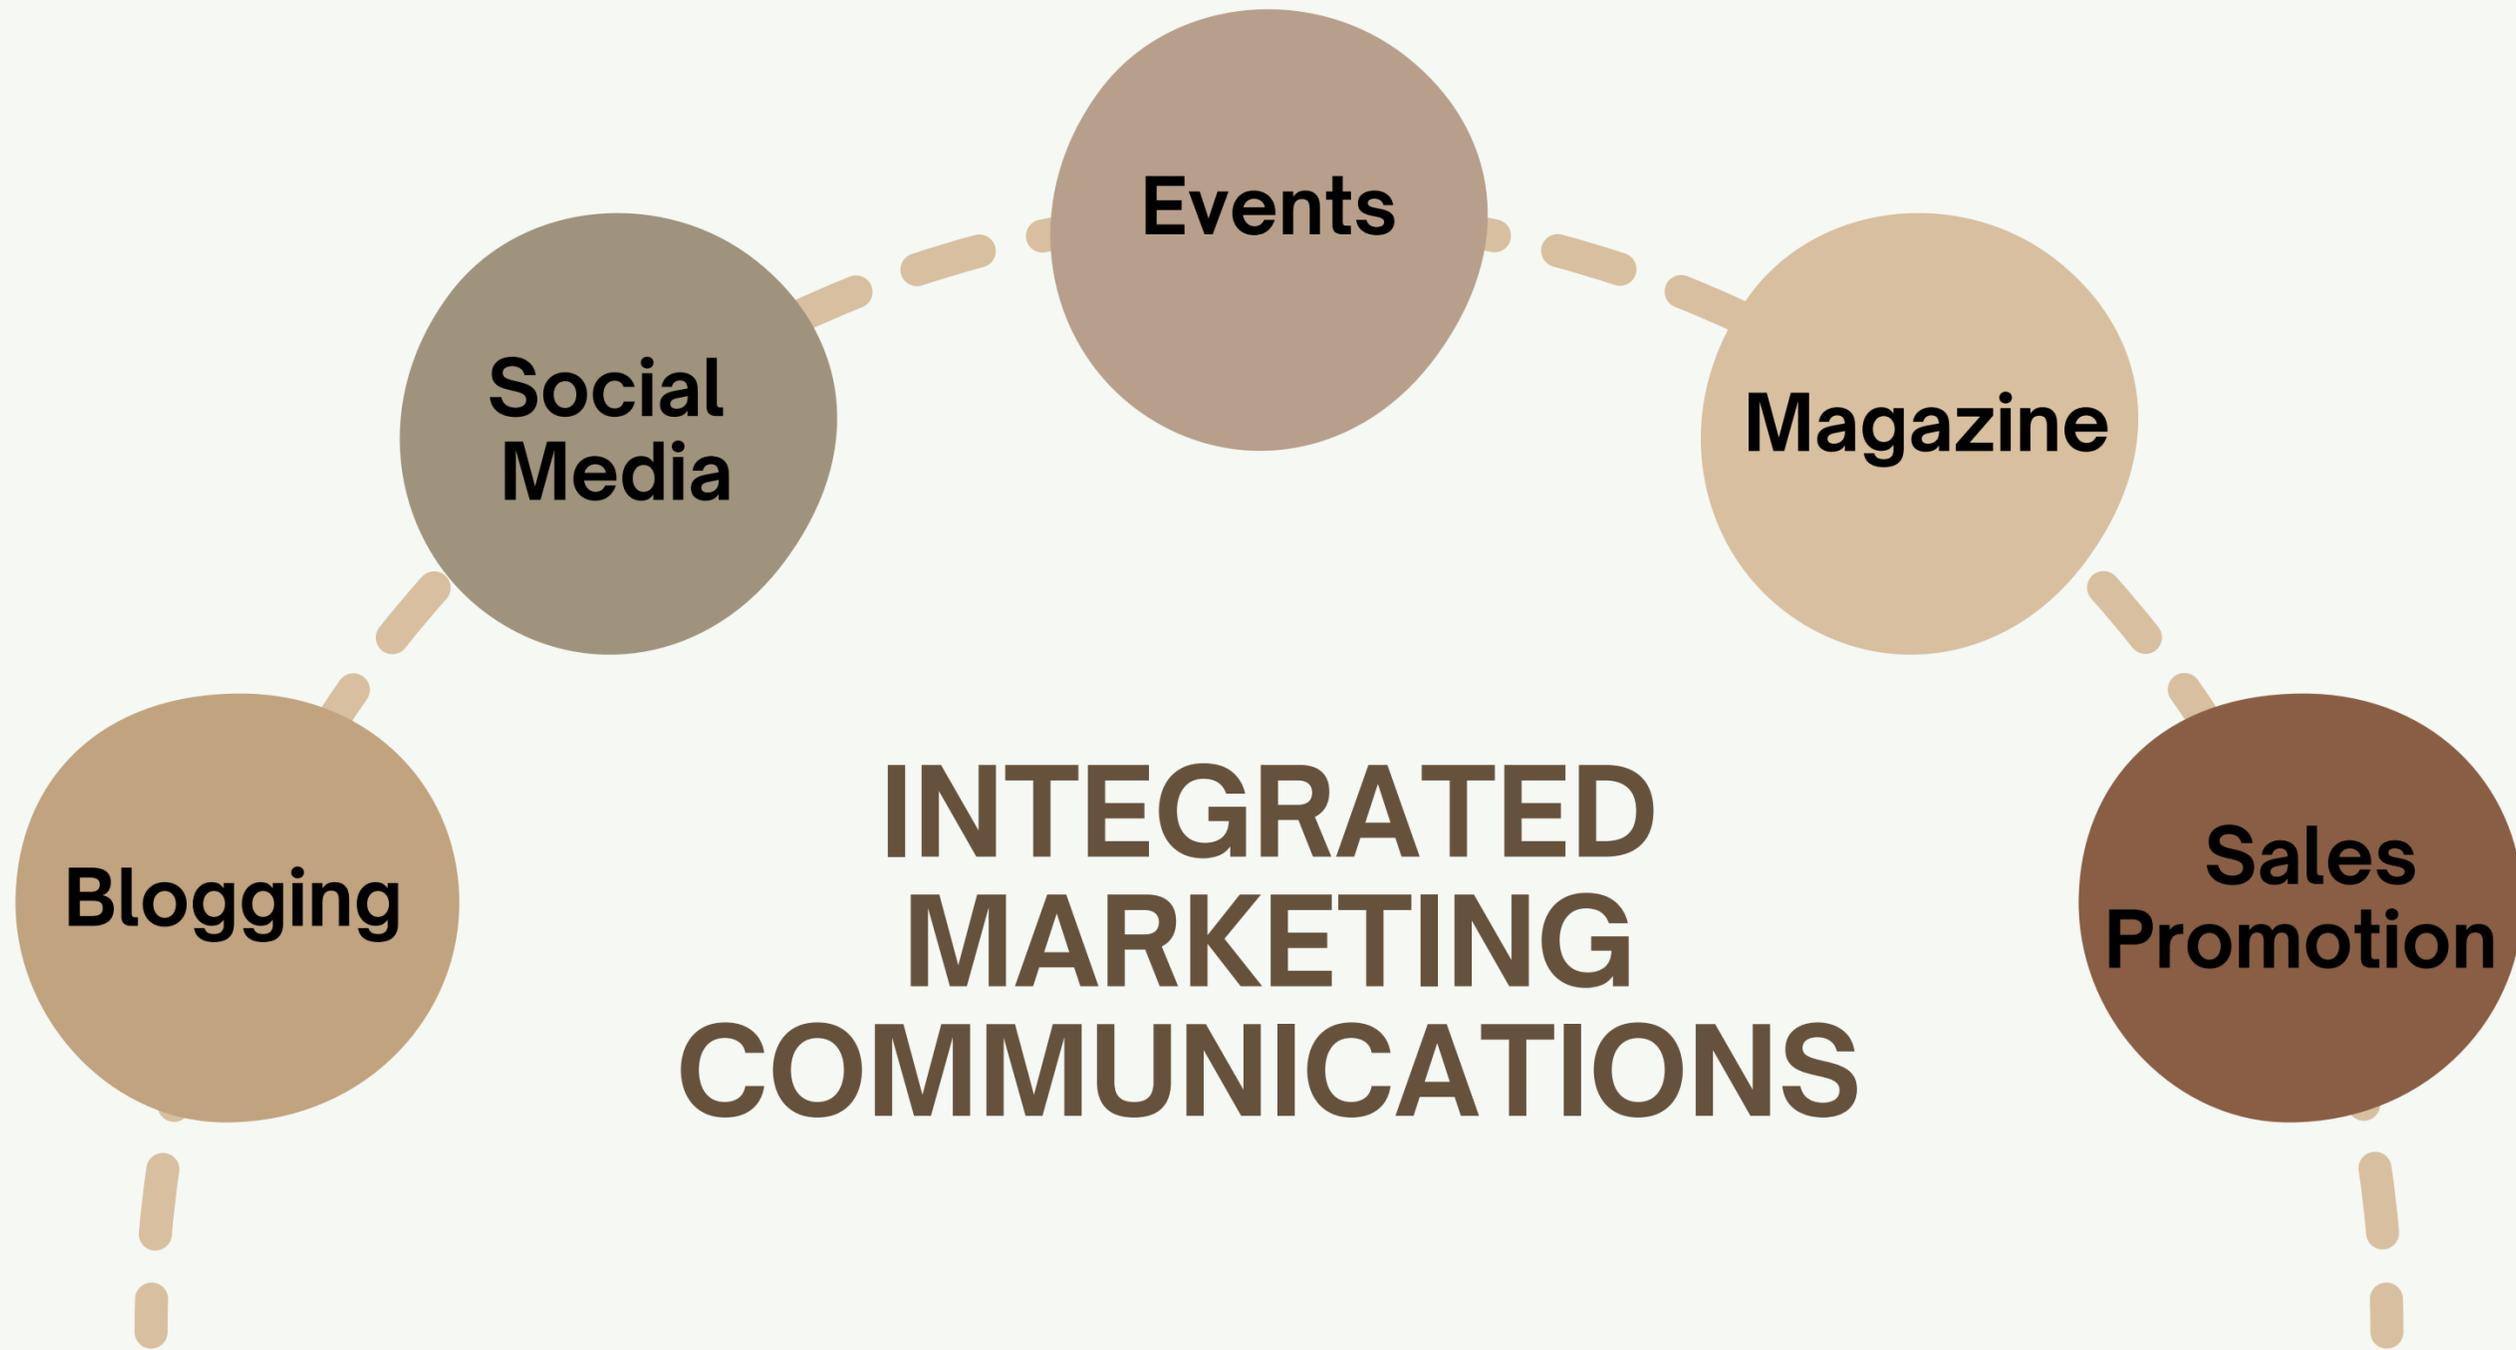 Events
Social
Media
Magazine
Blogging
Sales
Promotion
INTEGRATED
MARKETING
COMMUNICATIONS